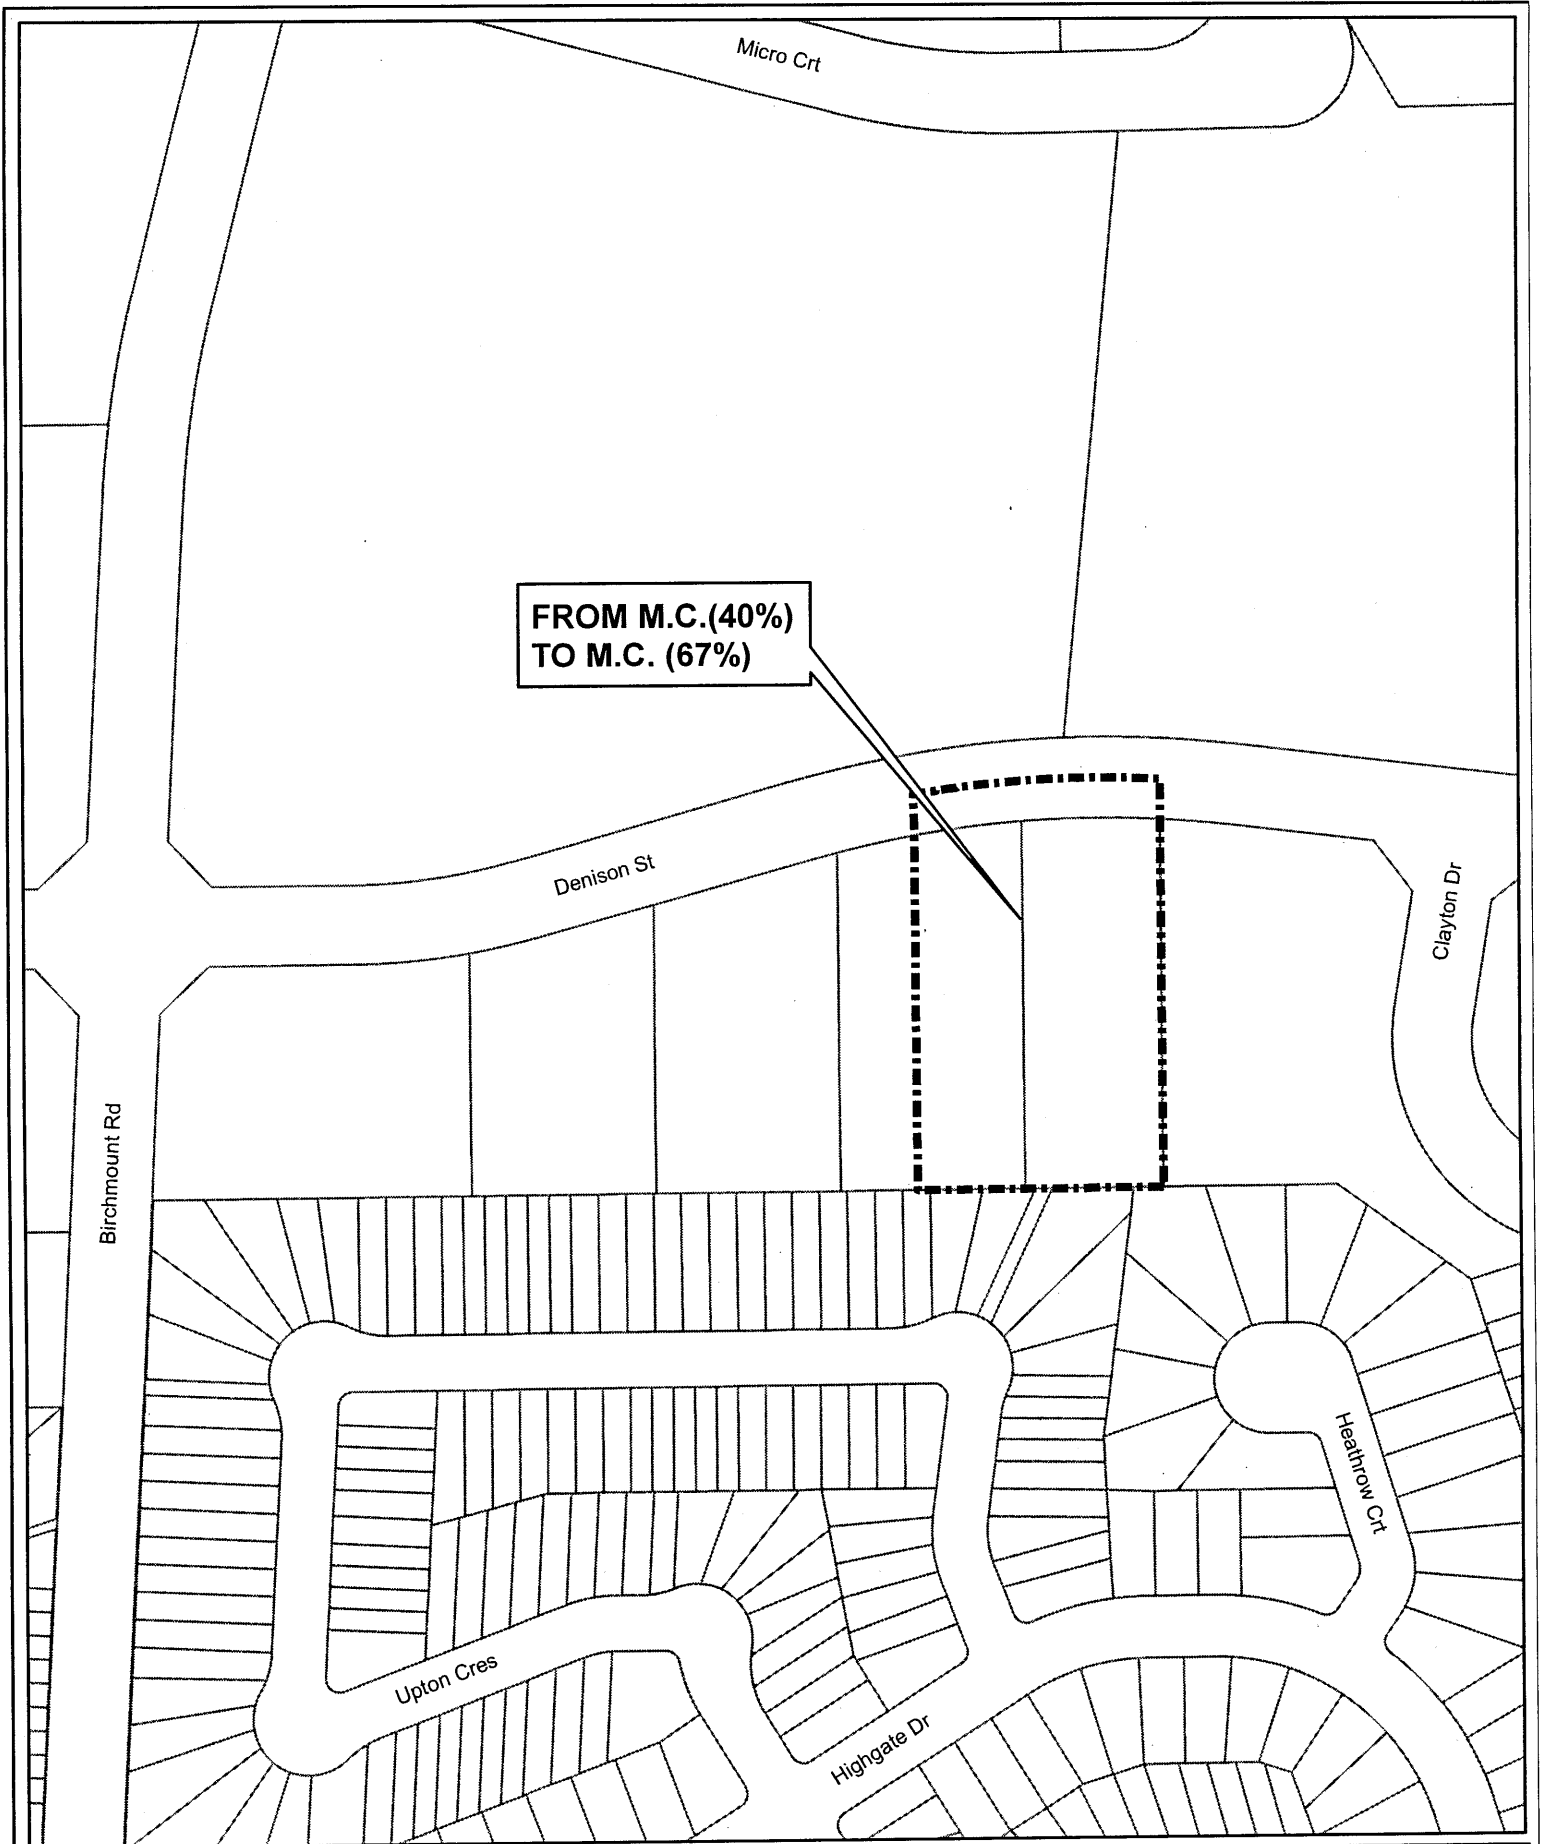 Micro Crt
FROM M.C.(40%)
TO M.C. (67%)
Denison St
Clayton Dr
Birchmount Rd
Heathrow Crt
Upton Cres
Highgate Dr